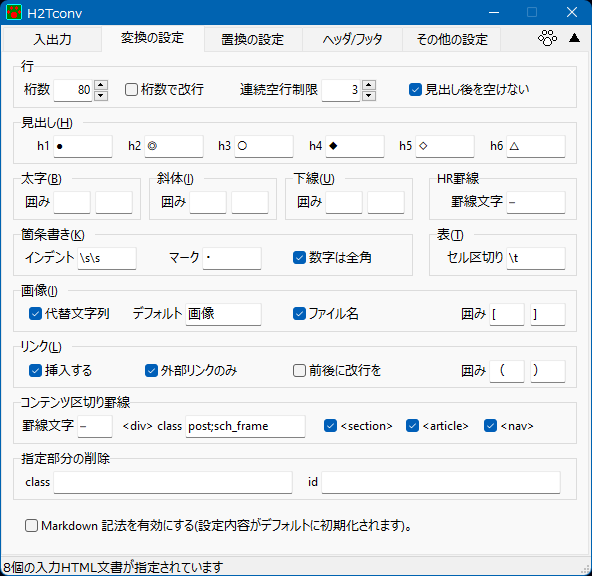 H2Tconv
入出力 変換の設定 置換の設定 ヘッダ/フッタ その他の設定 ▲
行
桁数 80 桁数で改行 連続空行制限 3 見出し後を空けない
見出し(H)
h1 ● h2 ◎ h3 ○ h4 ◆ h5 ◇ h6 △
太字(B) 斜体(I) 下線(U) HR罫線
囲み 囲み 囲み 罫線文字 −
箇条書き(K) 表(T)
インデント \s\s マーク ・ 数字は全角 セル区切り \t
画像(I)
代替文字列 デフォルト 画像 ファイル名 囲み [ ]
リンク(L)
挿入する 外部リンクのみ 前後に改行を 囲み ( )
コンテンツ区切り罫線
罫線文字 − <div> class post;sch_frame <section> <article> <nav>
指定部分の削除
class id
Markdown 記法を有効にする(設定内容がデフォルトに初期化されます)。
8個の入力HTML文書が指定されています